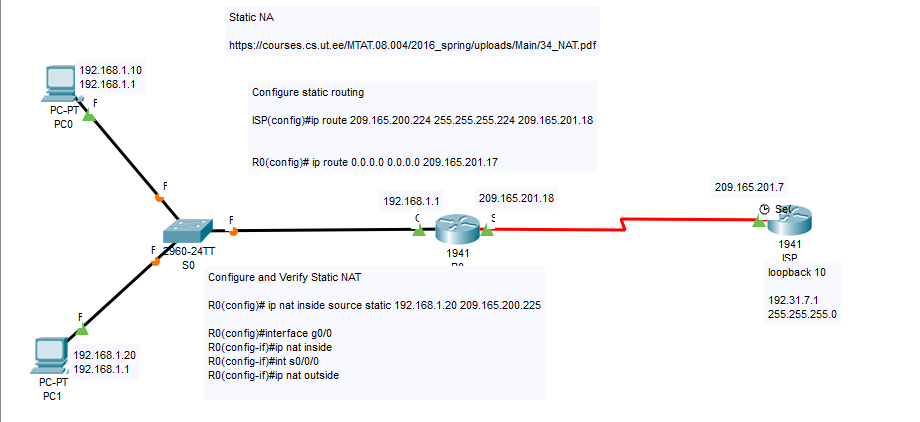 Static NA
https://courses.cs.ut.ee/MTAT.08.004/2016_spring/uploads/Main/34_NAT.pdf
192.168.1.10
192.168.1.1
F
PC-PT
PC0
Configure static routing
ISP(config)#ip route 209.165.200.224 255.255.255.224 209.165.201.18
R0(config)# ip route 0.0.0.0 0.0.0.0 209.165.201.17
F
F
F
2960-24TT
S0
192.168.1.1
209.165.201.18
1941
209.165.201.7
1941
ISP
loopback 10
192.31.7.1
255.255.255.0
Configure and Verify Static NAT
R0(config)# ip nat inside source static 192.168.1.20 209.165.200.225
R0(config)#interface g0/0
R0(config-if)#ip nat inside
R0(config-if)#int s0/0/0
R0(config-if)#ip nat outside
F
192.168.1.20
192.168.1.1
PC-PT
PC1